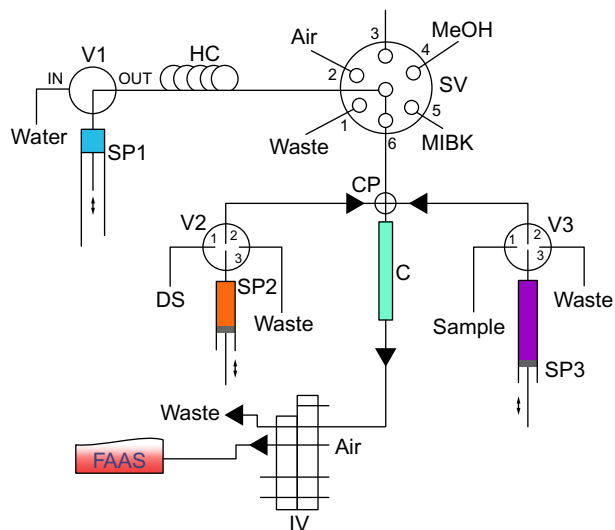 3
Air
MeOH
4
V1
HC
2
SV
IN
OUT
Water
Waste
1
5
SP1
6
MIBK
CP
V2
V3
1
2
3
1
2
3
DS
SP2
Waste
C
Sample
Waste
SP3
Waste
Air
FAAS
IV